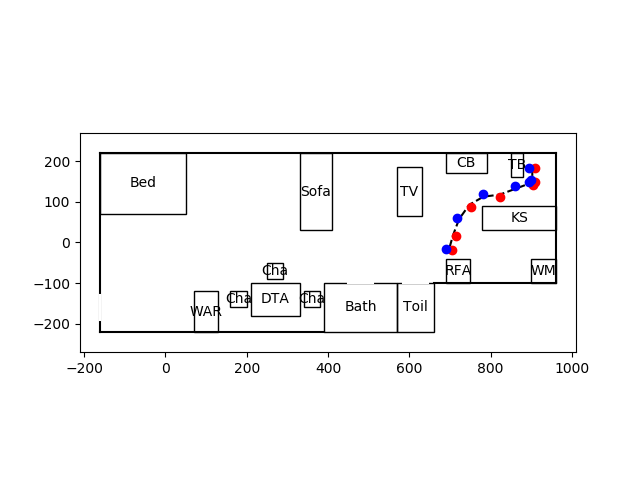 200
100
0
−100
−200
−200
0
200
400
600
800
1000
Bed
Sofa
TV
CB
TB
KS
RFA
WM
Cha
Cha
DTA
Cha
WAR
Bath
Toil